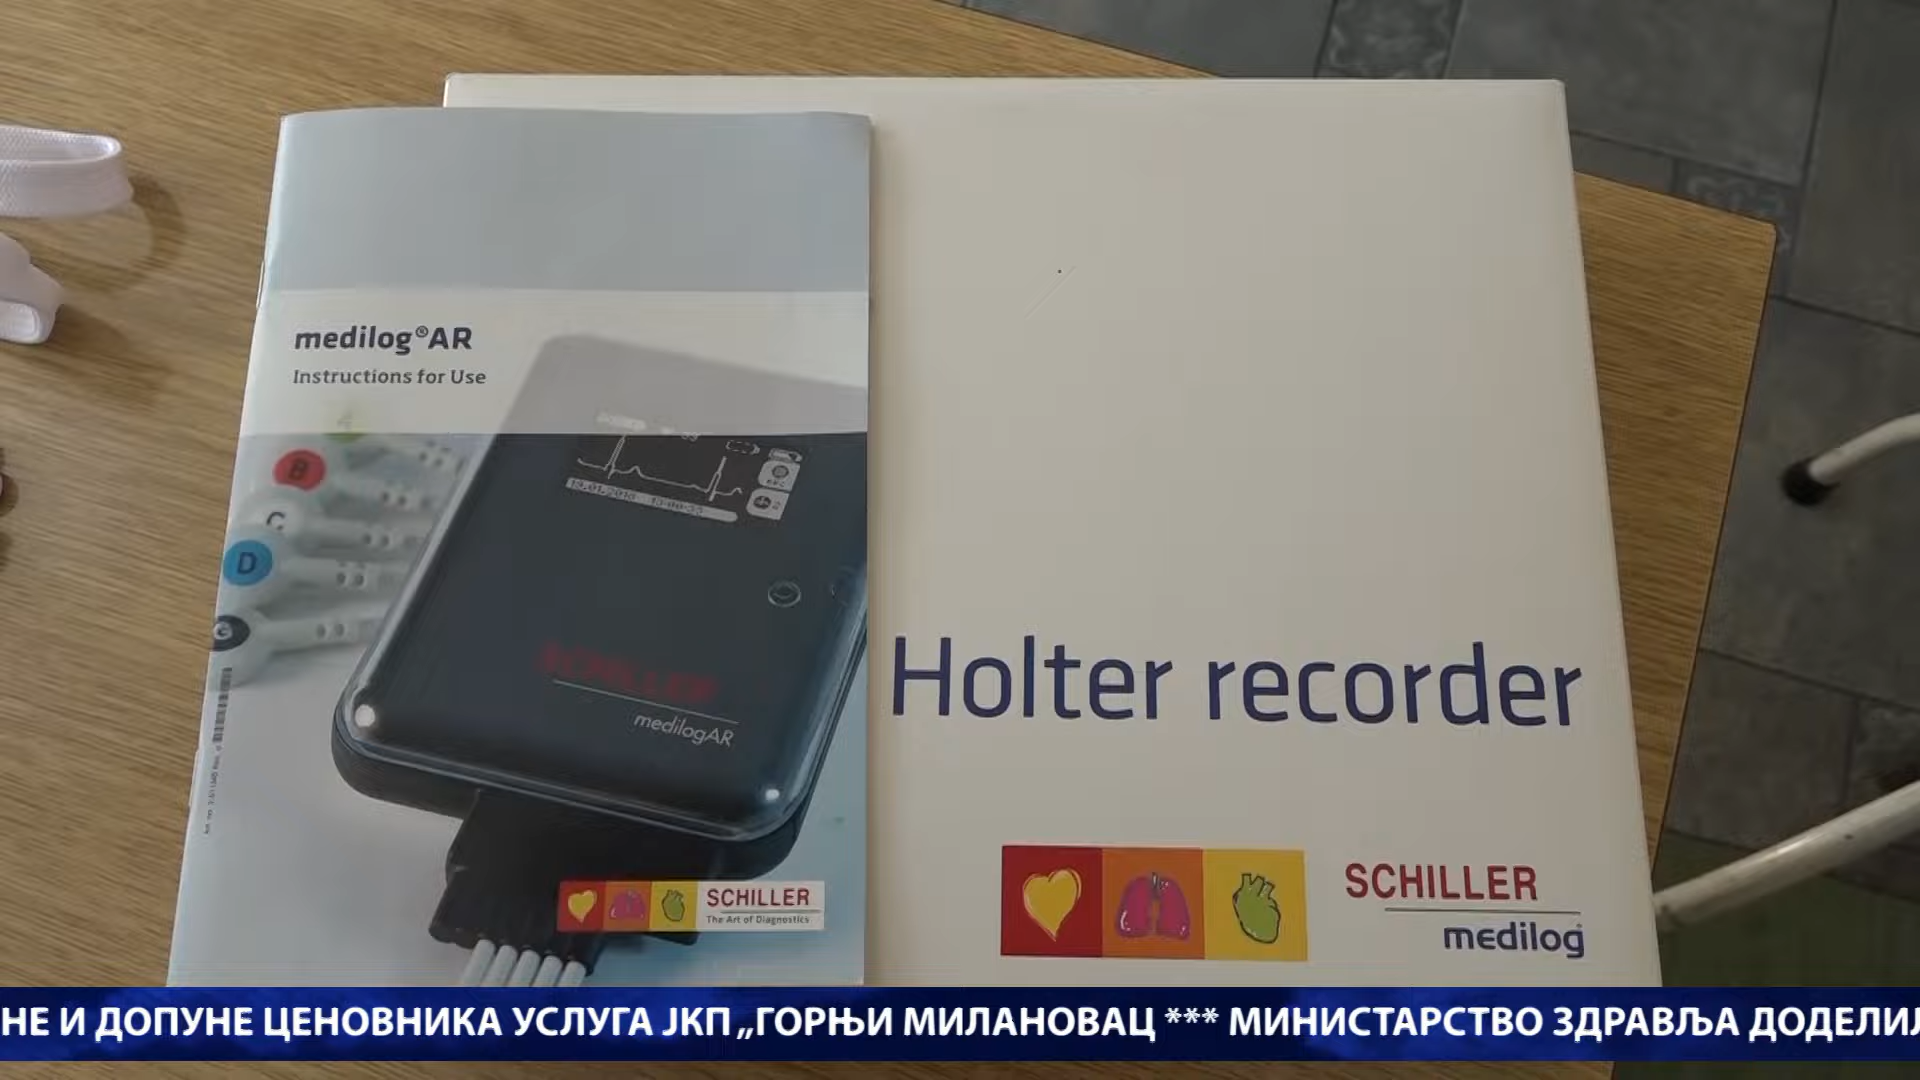 medilog®AR
Instructions for Use
B
C
D
SCHILLER
medilogAR
SCHILLER
The Art of Diagnostics
Holter recorder
SCHILLER
medilog
НЕ И ДОПУНЕ ЦЕНОВНИКА УСЛУГА ЈКП „ГОРЊИ МИЛАНОВАЦ *** МИНИСТАРСТВО ЗДРАВЉА ДОДЕЛИЛ